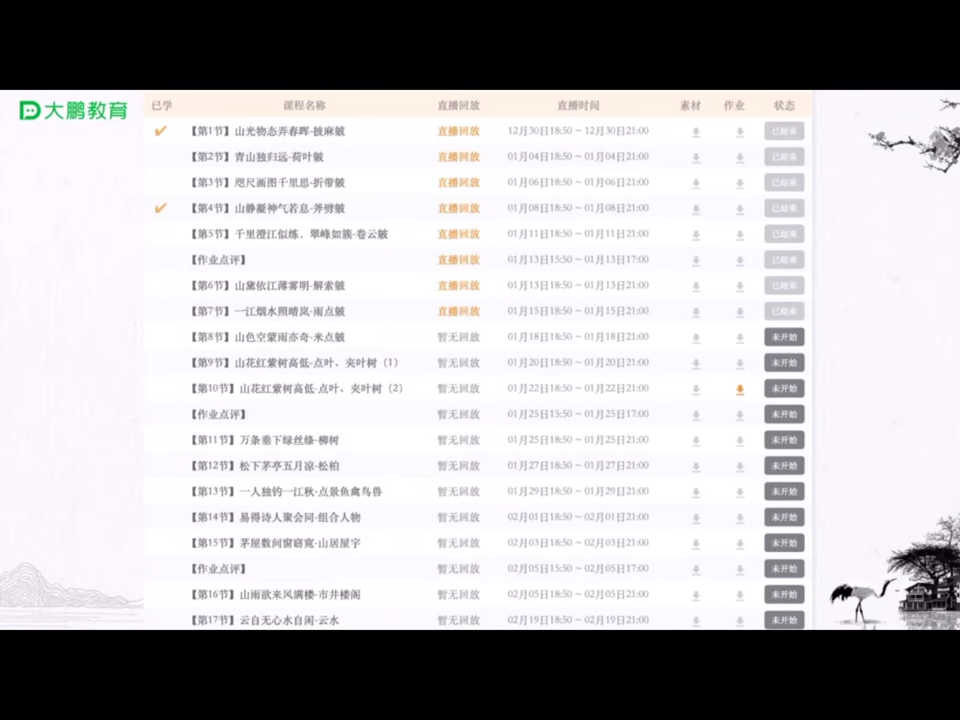 大鹏教育
已学 课程名称 直播回放 直播时间 素材 作业 状态
【第1节】山光物态弄春晖-披麻皴 直播回放 12月30日18:50 ~ 12月30日21:00 已结束
【第2节】青山独归远-荷叶皴 直播回放 01月04日18:50 ~ 01月04日21:00 已结束
【第3节】咫尺画图千里思-折带皴 直播回放 01月06日18:50 ~ 01月06日21:00 已结束
【第4节】山静凝神气若息-斧劈皴 直播回放 01月08日18:50 ~ 01月08日21:00 已结束
【第5节】千里澄江似练、翠峰如簇-卷云皴 直播回放 01月11日18:50 ~ 01月11日21:00 已结束
【作业点评】 直播回放 01月13日15:50 ~ 01月13日17:00 已结束
【第6节】山黛依江薄雾明-解索皴 直播回放 01月13日18:50 ~ 01月13日21:00 已结束
【第7节】一江烟水照晴岚-雨点皴 直播回放 01月15日18:50 ~ 01月15日21:00 已结束
【第8节】山色空蒙雨亦奇-米点皴 暂无回放 01月18日18:50 ~ 01月18日21:00 未开始
【第9节】山花红紫树高低-点叶、夹叶树（1） 暂无回放 01月20日18:50 ~ 01月20日21:00 未开始
【第10节】山花红紫树高低-点叶、夹叶树（2） 暂无回放 01月22日18:50 ~ 01月22日21:00 未开始
【作业点评】 暂无回放 01月25日15:50 ~ 01月25日17:00 未开始
【第11节】万条垂下绿丝绦-柳树 暂无回放 01月25日18:50 ~ 01月25日21:00 未开始
【第12节】松下茅亭五月凉-松柏 暂无回放 01月27日18:50 ~ 01月27日21:00 未开始
【第13节】一人独钓一江秋-点景鱼禽鸟兽 暂无回放 01月29日18:50 ~ 01月29日21:00 未开始
【第14节】易得诗人聚会同-组合人物 暂无回放 02月01日18:50 ~ 02月01日21:00 未开始
【第15节】茅屋数间窗窈窕-山居屋宇 暂无回放 02月03日18:50 ~ 02月03日21:00 未开始
【作业点评】 暂无回放 02月05日15:50 ~ 02月05日17:00 未开始
【第16节】山雨欲来风满楼-市井楼阁 暂无回放 02月05日18:50 ~ 02月05日21:00 未开始
【第17节】云自无心水自闲-云水 暂无回放 02月19日18:50 ~ 02月19日21:00 未开始